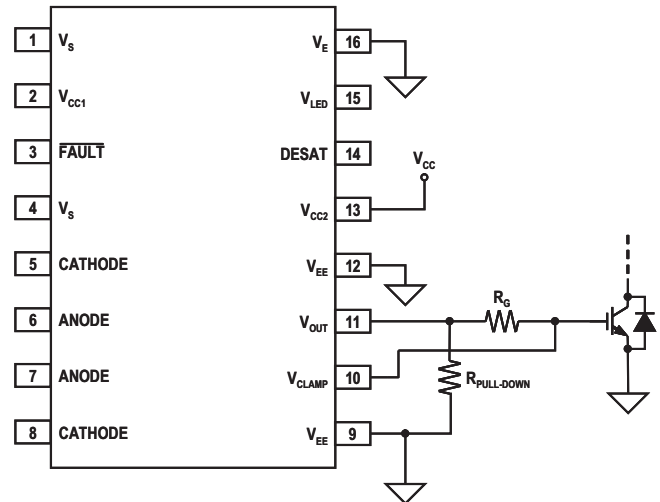 1 V_S
2 V_CC1
3 FAULT
4 V_S
5 CATHODE
6 ANODE
7 ANODE
8 CATHODE
V_E 16
V_LED 15
DESAT 14
V_CC2 13
V_EE 12
V_OUT 11
V_CLAMP 10
V_EE 9
V_CC
R_G
R_PULL-DOWN